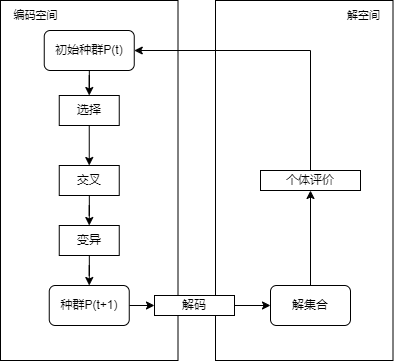 编码空间
解空间
初始种群P(t)
选择
交叉
个体评价
变异
种群P(t+1)
解码
解集合